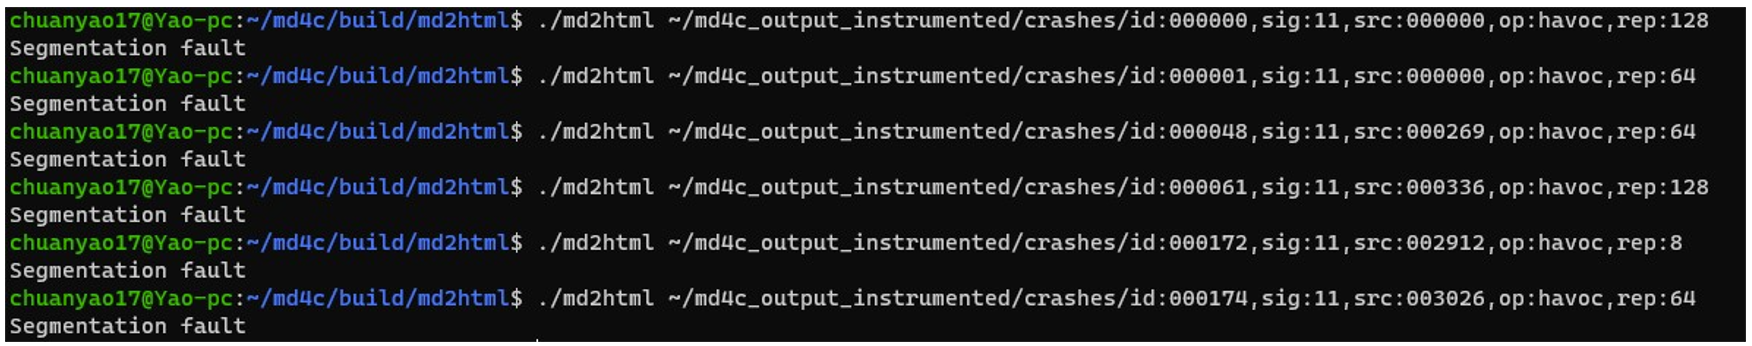 chuanyao17@Yao-pc:~/md4c/build/md2html$ ./md2html ~/md4c_output_instrumented/crashes/id:000000,sig:11,src:000000,op:havoc,rep:128
Segmentation fault
chuanyao17@Yao-pc:~/md4c/build/md2html$ ./md2html ~/md4c_output_instrumented/crashes/id:000001,sig:11,src:000000,op:havoc,rep:64
Segmentation fault
chuanyao17@Yao-pc:~/md4c/build/md2html$ ./md2html ~/md4c_output_instrumented/crashes/id:000048,sig:11,src:000269,op:havoc,rep:64
Segmentation fault
chuanyao17@Yao-pc:~/md4c/build/md2html$ ./md2html ~/md4c_output_instrumented/crashes/id:000061,sig:11,src:000336,op:havoc,rep:128
Segmentation fault
chuanyao17@Yao-pc:~/md4c/build/md2html$ ./md2html ~/md4c_output_instrumented/crashes/id:000172,sig:11,src:002912,op:havoc,rep:8
Segmentation fault
chuanyao17@Yao-pc:~/md4c/build/md2html$ ./md2html ~/md4c_output_instrumented/crashes/id:000174,sig:11,src:003026,op:havoc,rep:64
Segmentation fault